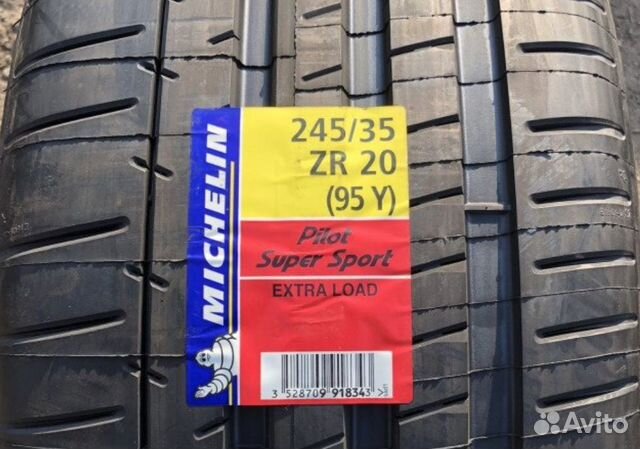 MICHELIN
245/35
ZR 20
(95 Y)
Pilot
Super Sport
EXTRA LOAD
3 528709 918343
Avito